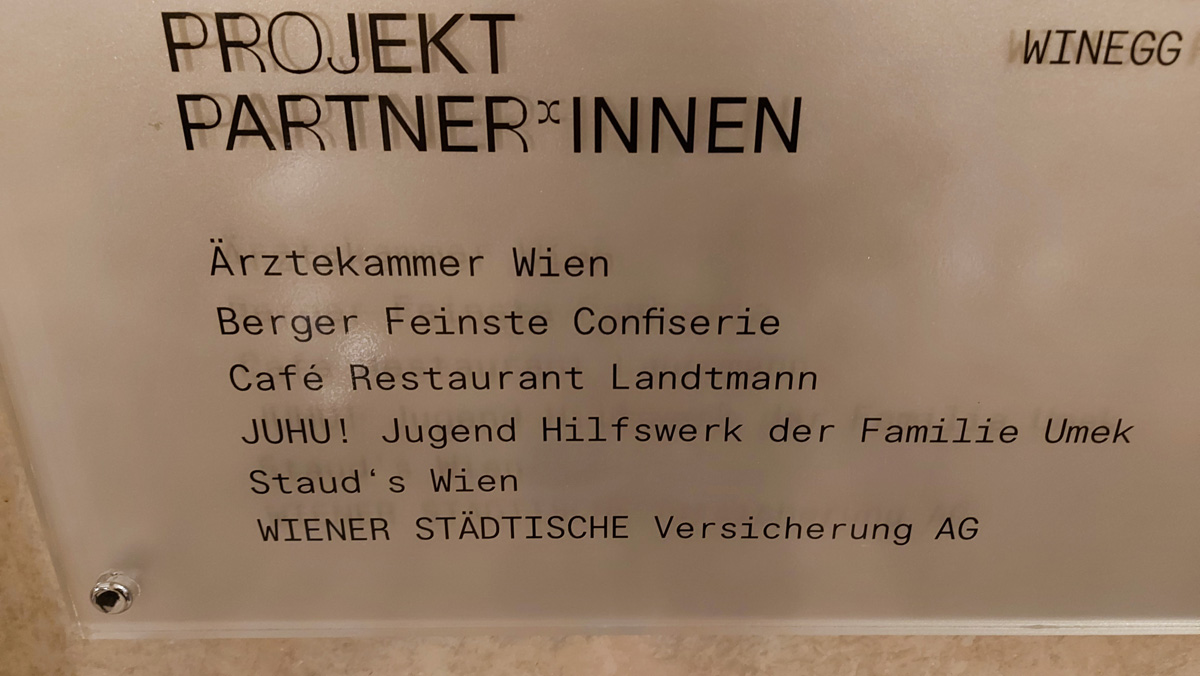 PROJEKT
PARTNER*INNEN
WINEGG
Ärztekammer Wien
Berger Feinste Confiserie
Café Restaurant Landtmann
JUHU! Jugend Hilfswerk der Familie Umek
Staud‘s Wien
WIENER STÄDTISCHE Versicherung AG